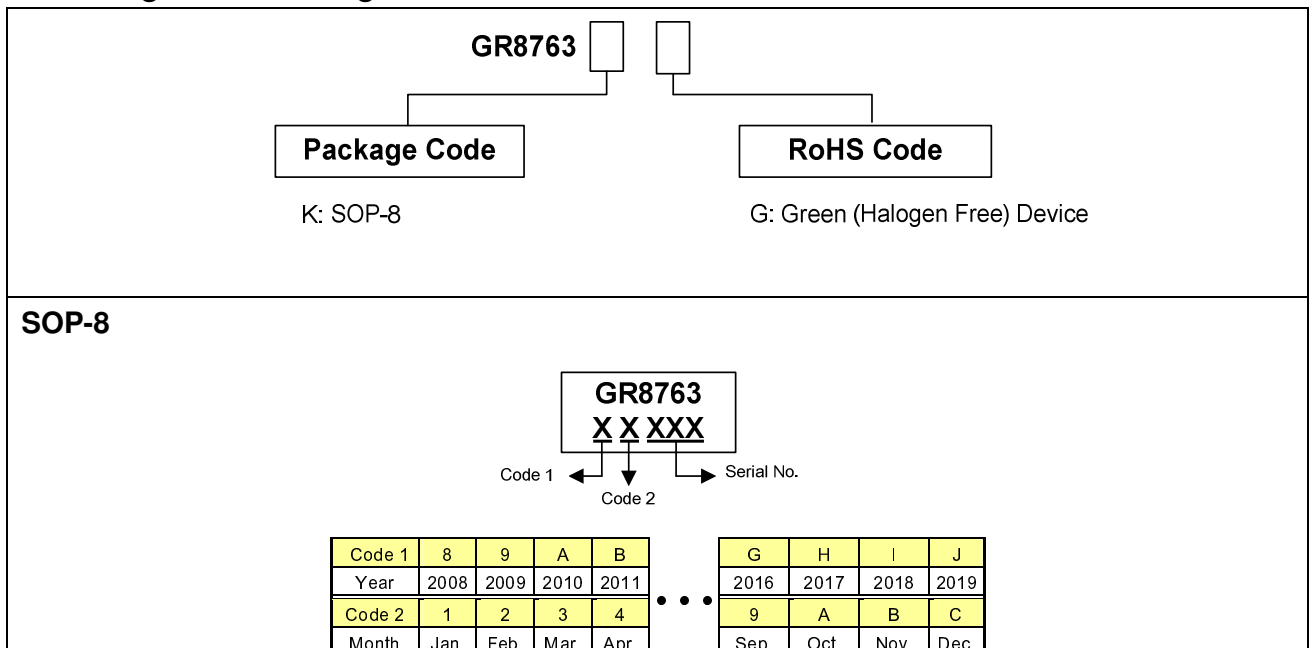 GR8763
Package Code RoHS Code
K: SOP-8 G: Green (Halogen Free) Device
SOP-8
GR8763
X X XXX
Code 1 Serial No.
Code 2
Code 1 8 9 A B G H I J
Year 2008 2009 2010 2011 2016 2017 2018 2019
Code 2 1 2 3 4 9 A B C
Month Jan Feb Mar Apr Sep Oct Nov Dec